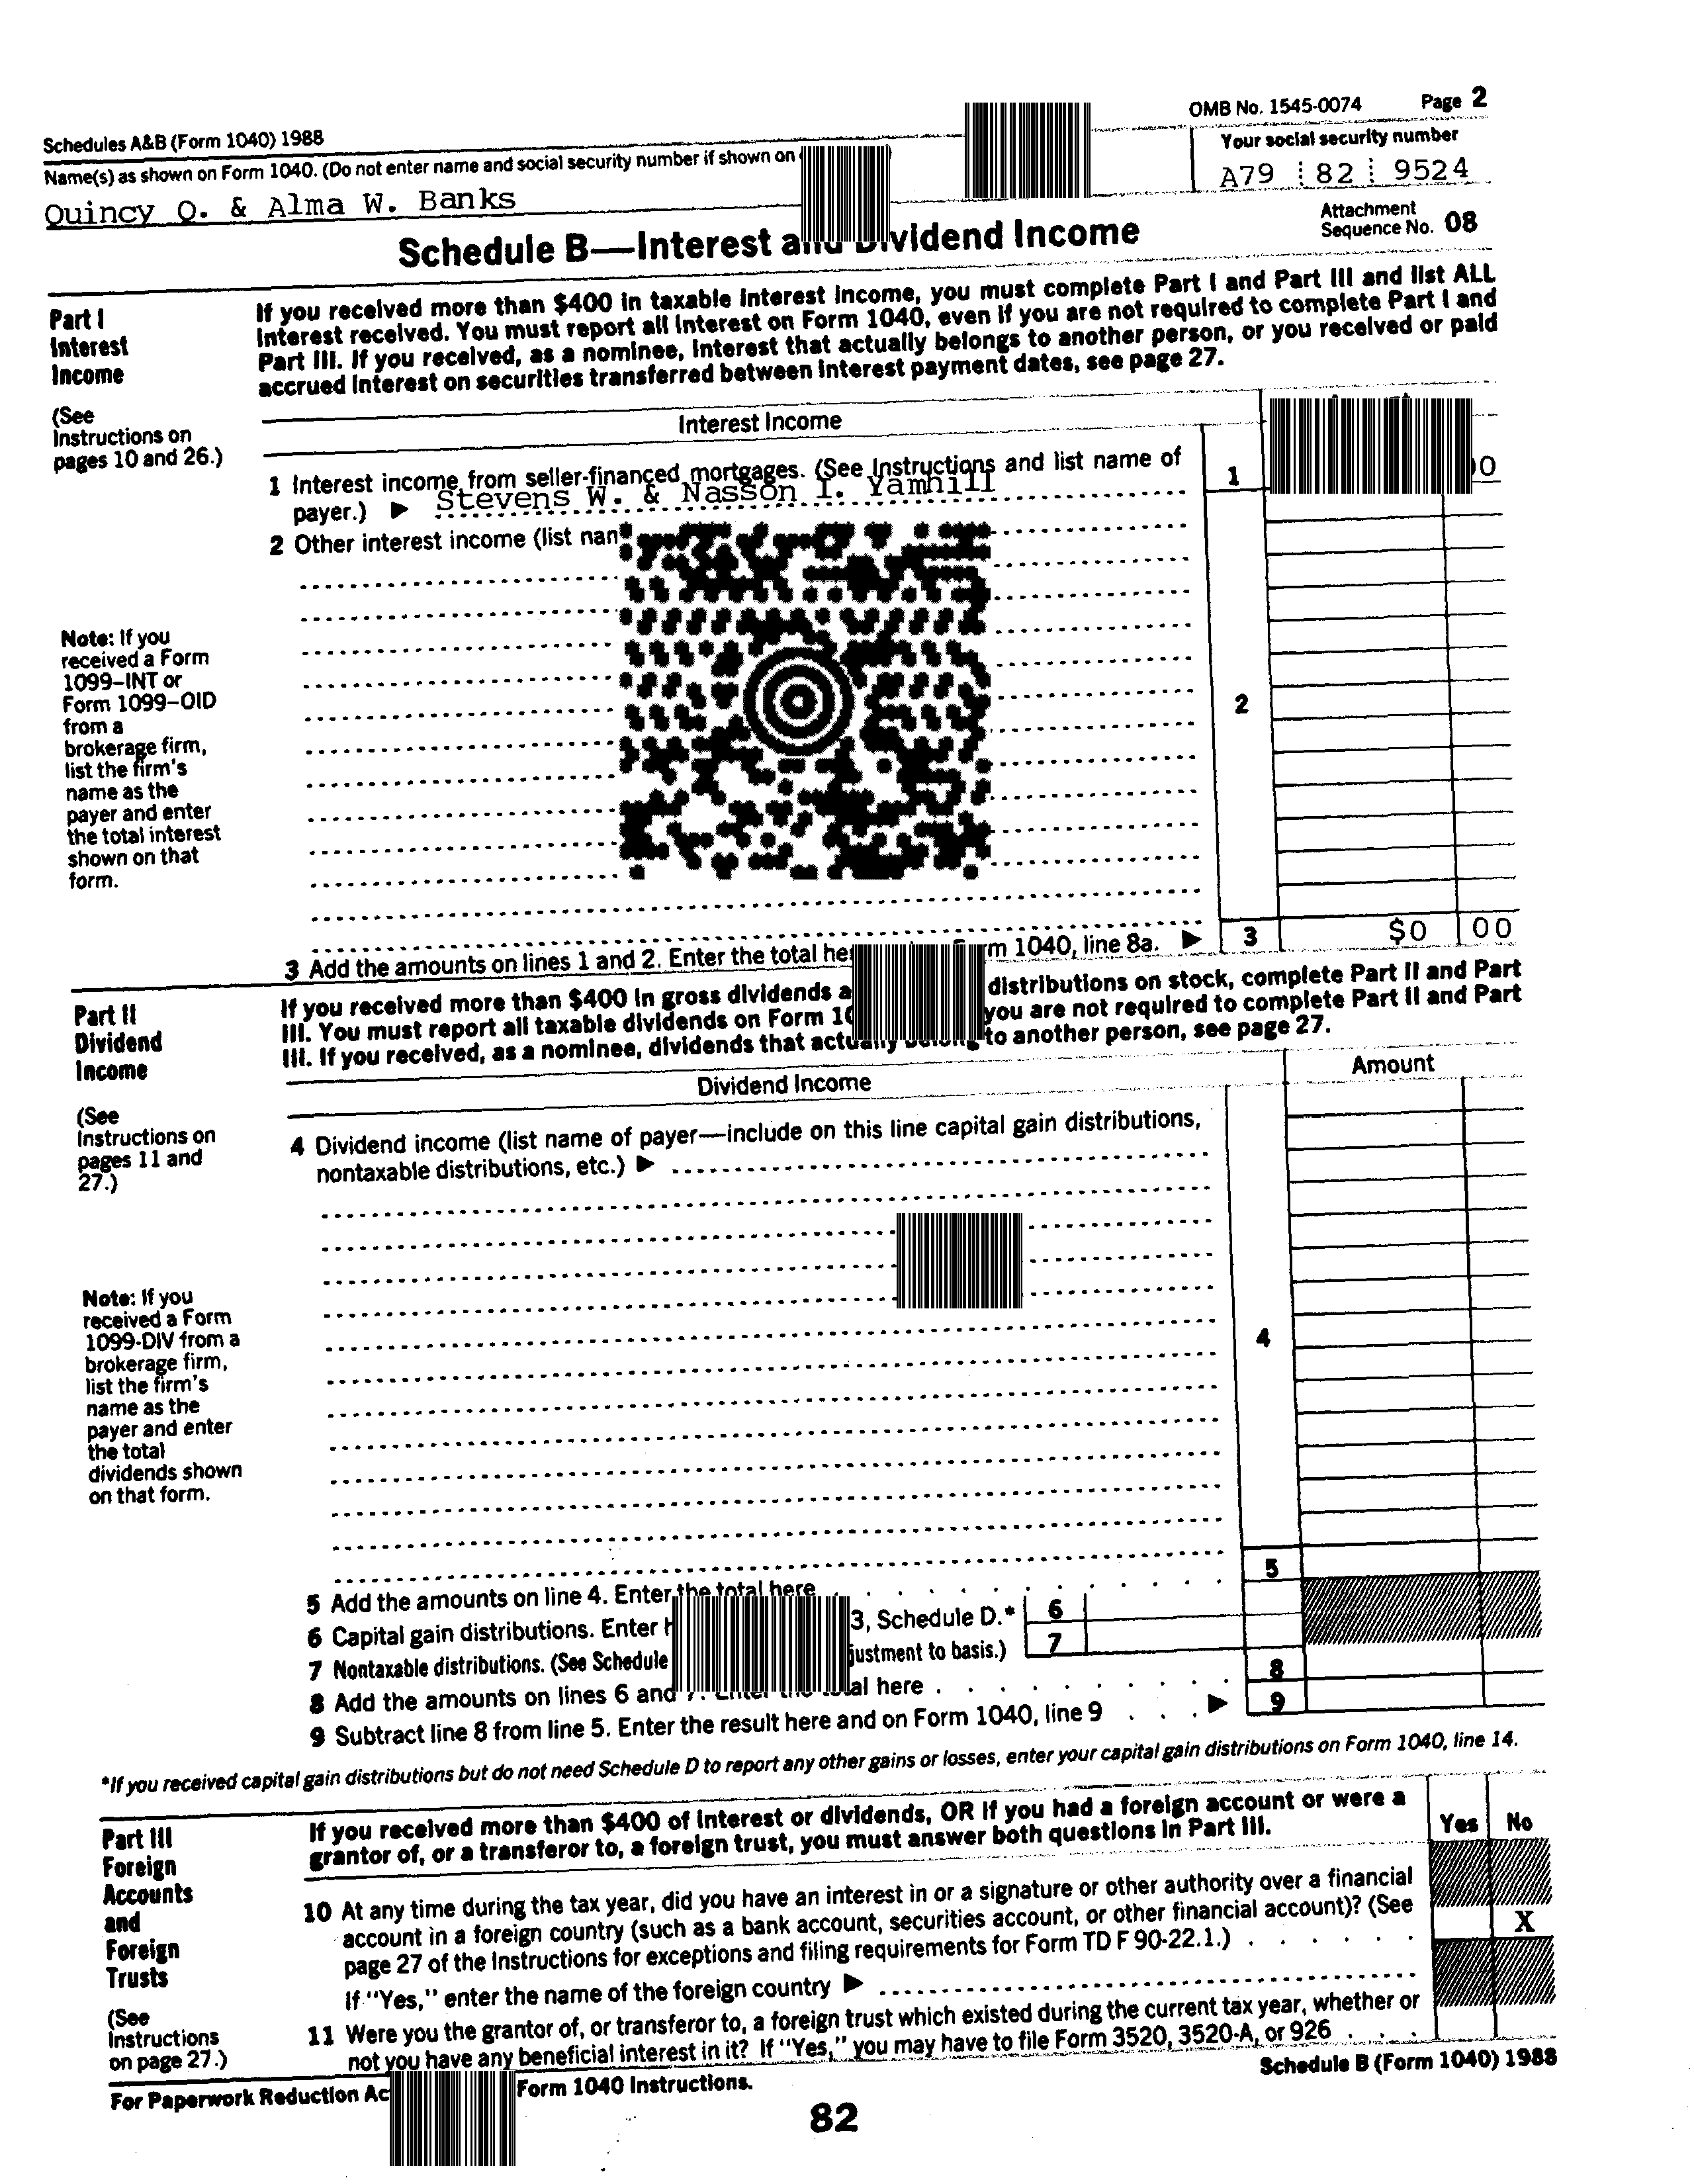 Schedules A&B (Form 1040) 1988
OMB No. 1545-0074
Page 2
Name(s) as shown on Form 1040. (Do not enter name and social security number if shown on
Your social security number
Quincy O. & Alma W. Banks
A79 82 9524
Schedule B—Interest and Dividend Income
Attachment
Sequence No. 08
Part I
Interest
Income
(See
Instructions on
pages 10 and 26.)
If you received more than $400 in taxable interest income, you must complete Part I and Part III and list ALL
interest received. You must report all interest on Form 1040, even if you are not required to complete Part I and
Part III. If you received, as a nominee, interest that actually belongs to another person, or you received or paid
accrued interest on securities transferred between interest payment dates, see page 27.
Interest Income
1 Interest income from seller-financed mortgages. (See Instructions and list name of
payer.) ▶ Stevens W. & Nasson I. Yamhill
1
2 Other interest income (list
Note: If you
received a Form
1099–INT or
Form 1099–OID
from a
brokerage firm,
list the firm's
name as the
payer and enter
the total interest
shown on that
form.
2
3 Add the amounts on lines 1 and 2. Enter the total
1040, line 8a. ▶
3
$0 00
Part II
Dividend
Income
(See
Instructions on
pages 11 and
27.)
If you received more than $400 in gross dividends
distributions on stock, complete Part II and Part
III. You must report all taxable dividends on Form
you are not required to complete Part II and Part
III. If you received, as a nominee, dividends that actually
to another person, see page 27.
Dividend Income
Amount
4 Dividend income (list name of payer—include on this line capital gain distributions,
nontaxable distributions, etc.) ▶
Note: If you
received a Form
1099-DIV from a
brokerage firm,
list the firm's
name as the
payer and enter
the total
dividends shown
on that form.
4
5 Add the amounts on line 4. Enter the total here
5
6 Capital gain distributions. Enter
3, Schedule D.*
6
7 Nontaxable distributions. (See Schedule
to basis.)
7
8 Add the amounts on lines 6 and 7. Enter the total here
8
9 Subtract line 8 from line 5. Enter the result here and on Form 1040, line 9 ▶
9
*If you received capital gain distributions but do not need Schedule D to report any other gains or losses, enter your capital gain distributions on Form 1040, line 14.
Part III
Foreign
Accounts
and
Foreign
Trusts
(See
Instructions
on page 27.)
If you received more than $400 of interest or dividends, OR if you had a foreign account or were a
grantor of, or a transferor to, a foreign trust, you must answer both questions in Part III.
Yes No
10 At any time during the tax year, did you have an interest in or a signature or other authority over a financial
account in a foreign country (such as a bank account, securities account, or other financial account)? (See
page 27 of the Instructions for exceptions and filing requirements for Form TD F 90-22.1.)
X
If "Yes," enter the name of the foreign country ▶
11 Were you the grantor of, or transferor to, a foreign trust which existed during the current tax year, whether or
not you have any beneficial interest in it? If "Yes," you may have to file Form 3520, 3520-A, or 926
For Paperwork Reduction
Form 1040 Instructions.
Schedule B (Form 1040) 1988
82